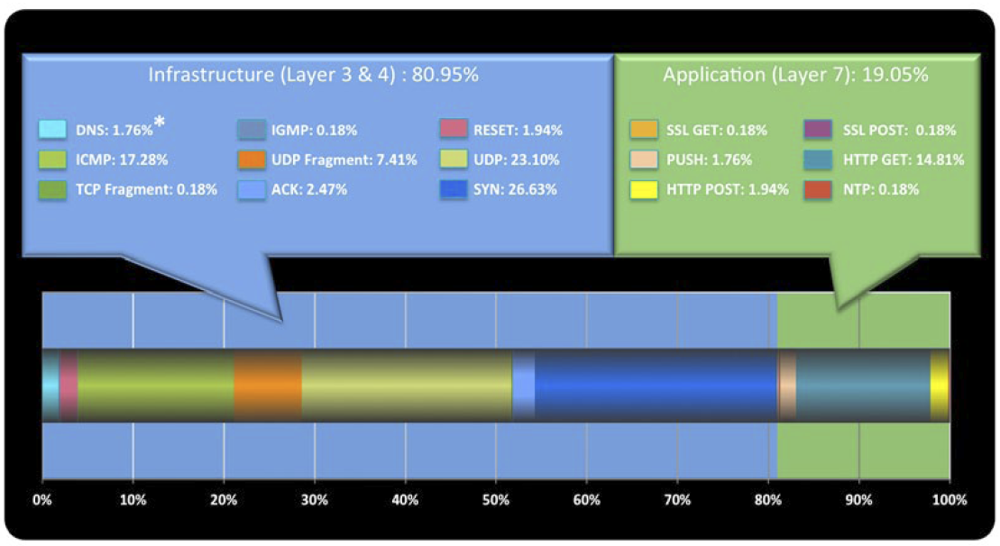 Infrastructure (Layer 3 & 4) : 80.95%
DNS: 1.76%* IGMP: 0.18% RESET: 1.94%
ICMP: 17.28% UDP Fragment: 7.41% UDP: 23.10%
TCP Fragment: 0.18% ACK: 2.47% SYN: 26.63%
Application (Layer 7): 19.05%
SSL GET: 0.18% SSL POST: 0.18%
PUSH: 1.76% HTTP GET: 14.81%
HTTP POST: 1.94% NTP: 0.18%
0% 10% 20% 30% 40% 50% 60% 70% 80% 90% 100%